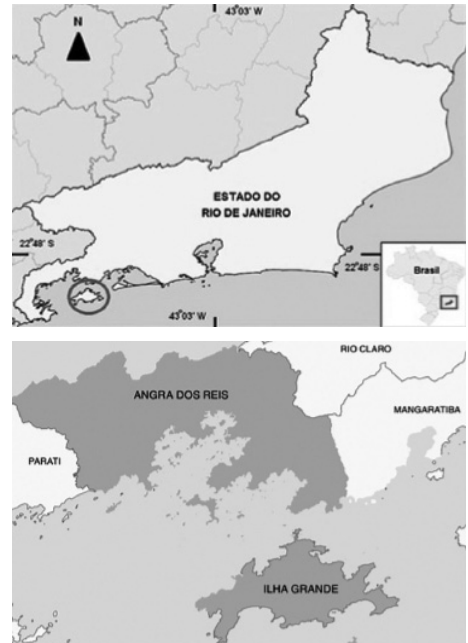 N
43°03' W
ESTADO DO
RIO DE JANEIRO
22°48' S
22°48' S
Brasil
43°03' W
RIO CLARO
ANGRA DOS REIS
MANGARATIBA
PARATI
ILHA GRANDE